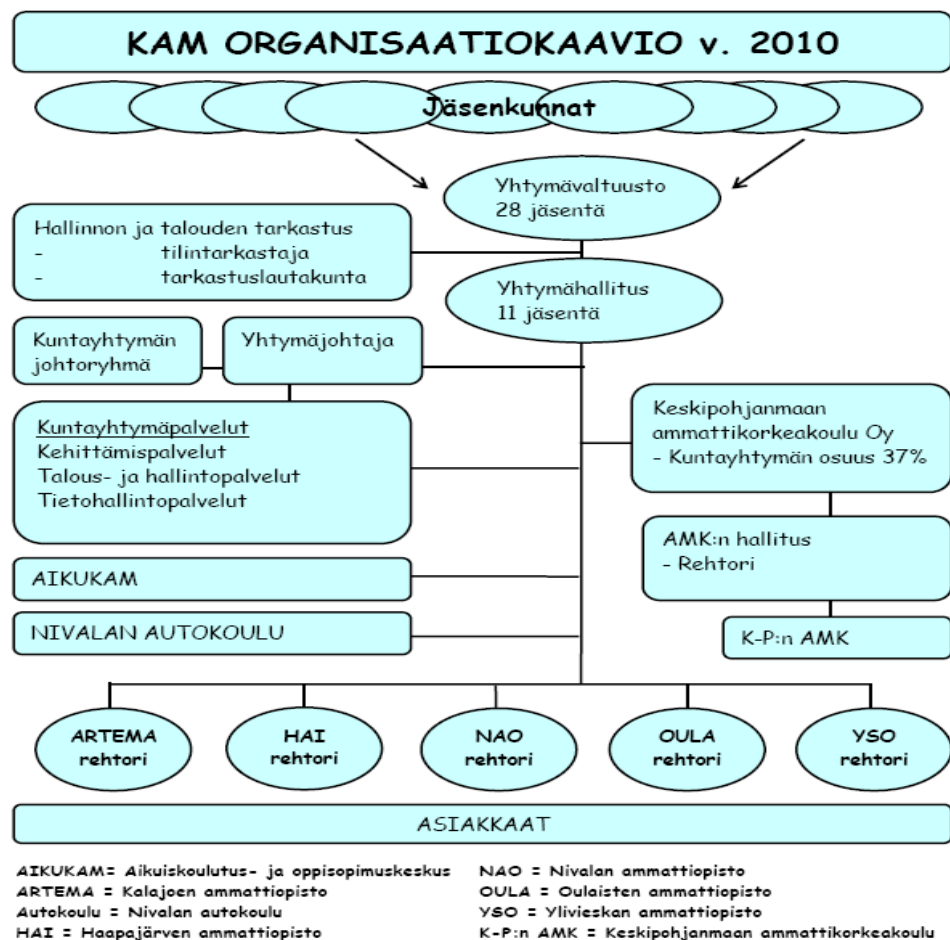 KAM ORGANISAATIOKAAVIO v. 2010
Jäsenkunnat
Yhtymävaltuusto
28 jäsentä
Hallinnon ja talouden tarkastus
- tilintarkastaja
- tarkastuslautakunta
Yhtymähallitus
11 jäsentä
Kuntayhtymän
johtoryhmä
Yhtymäjohtaja
Kuntayhtymäpalvelut
Kehittämispalvelut
Talous- ja hallintopalvelut
Tietohallintopalvelut
Keskipohjanmaan
ammattikorkeakoulu Oy
- Kuntayhtymän osuus 37%
AMK:n hallitus
- Rehtori
AIKUKAM
NIVALAN AUTOKOULU
K-P:n AMK
ARTEMA
rehtori
HAI
rehtori
NAO
rehtori
OULA
rehtori
YSO
rehtori
ASIAKKAAT
AIKUKAM= Aikuiskoulutus- ja oppisopimuskeskus
ARTEMA = Kalajoen ammattiopisto
Autokoulu = Nivalan autokoulu
HAI = Haapajärven ammattiopisto
NAO = Nivalan ammattiopisto
OULA = Oulaisten ammattiopisto
YSO = Ylivieskan ammattiopisto
K-P:n AMK = Keskipohjanmaan ammattikorkeakoulu